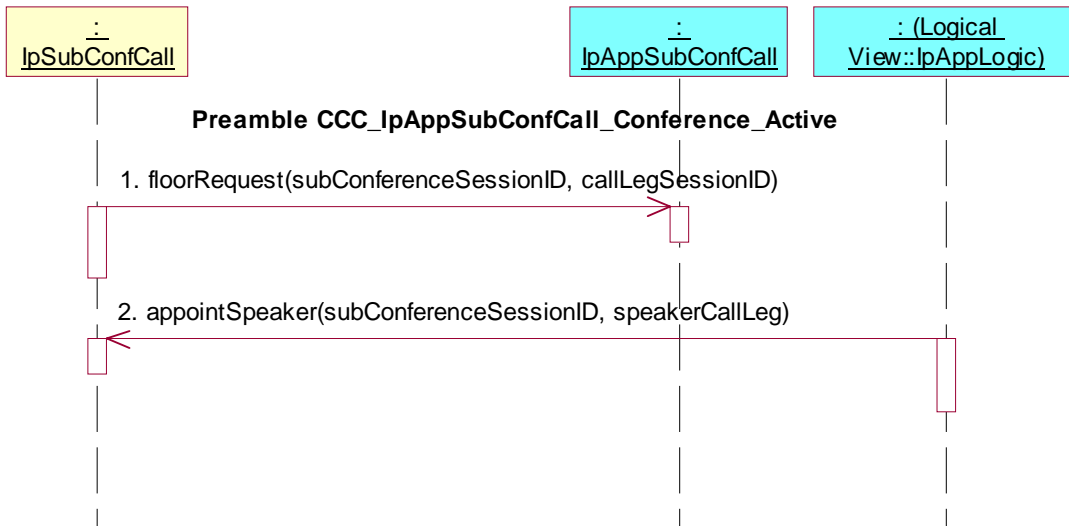 :
IpSubConfCall
:
IpAppSubConfCall
: (Logical
View::IpAppLogic)
Preamble CCC_IpAppSubConfCall_Conference_Active
1. floorRequest(subConferenceSessionID, callLegSessionID)
2. appointSpeaker(subConferenceSessionID, speakerCallLeg)